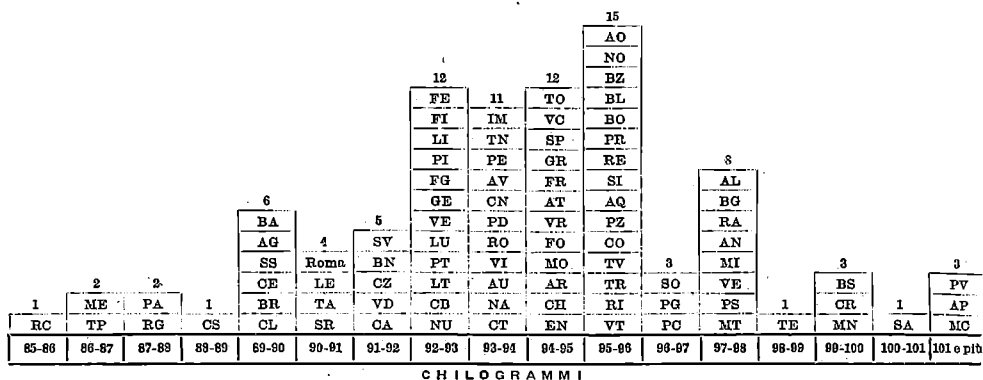 15
AO
NO
12 12 BZ
FE 11 TO BL
FI IM VC BO
LI TN SP PR
PI PE GR RE 8
FG AV FR SI AL
6 GE CN AT AQ BG
BA 5 VE PD VR PZ RA
AG 4 SV LU RO FO CO AN
SS Roma BN PT VI MO TV 3 MI 3 3
2 2 CE LE CZ LT AU AR TR SO VE BS PV
1 ME PA 1 BR TA VD CB NA CH RI PG PS 1 CR 1 AP
RC TP RG CS CL SR CA NU CT EN VT PC MT TE MN SA MC
85-86 86-87 87-88 88-89 89-90 90-91 91-92 92-93 93-94 94-95 95-96 96-97 97-98 98-99 99-100 100-101 101 e più
CHILOGRAMMI